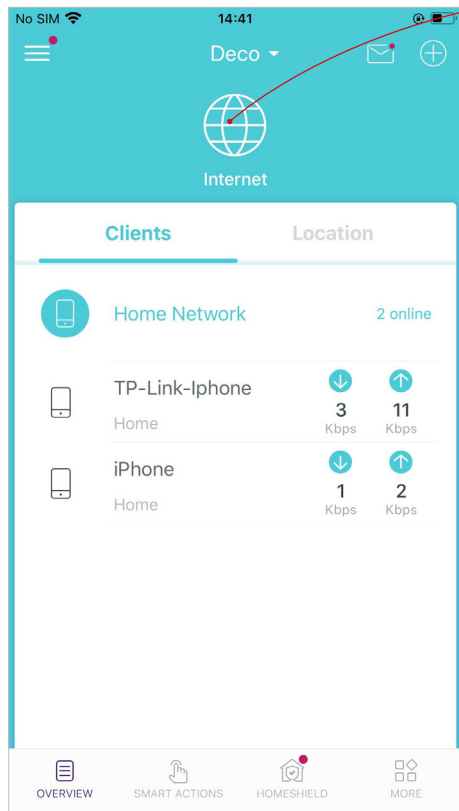 No SIM 14:41
Deco
Internet
Clients Location
Home Network 2 online
TP-Link-Iphone
Home
3 11
Kbps Kbps
iPhone
Home
1 2
Kbps Kbps
OVERVIEW SMART ACTIONS HOMESHIELD MORE